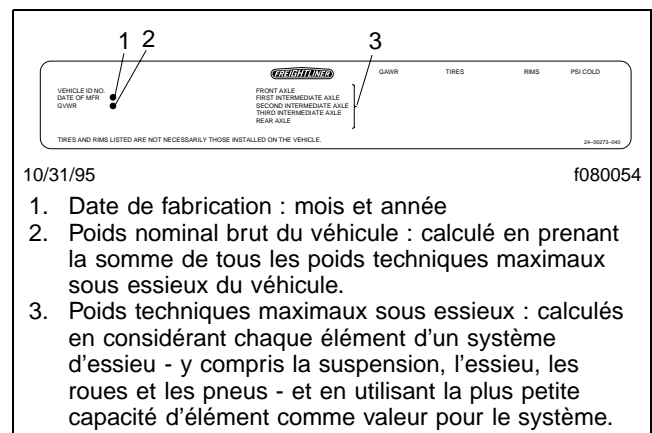 1 2 3
FREIGHTLINER GAWR TIRES RIMS PSI COLD
VEHICLE ID NO. FRONT AXLE
DATE OF MFR FIRST INTERMEDIATE AXLE
GVWR SECOND INTERMEDIATE AXLE
THIRD INTERMEDIATE AXLE
REAR AXLE
TIRES AND RIMS LISTED ARE NOT NECESSARILY THOSE INSTALLED ON THE VEHICLE. 24–00273–040
10/31/95 f080054
1. Date de fabrication : mois et année
2. Poids nominal brut du véhicule : calculé en prenant
la somme de tous les poids techniques maximaux
sous essieux du véhicule.
3. Poids techniques maximaux sous essieux : calculés
en considérant chaque élément d’un système
d’essieu - y compris la suspension, l’essieu, les
roues et les pneus - et en utilisant la plus petite
capacité d’élément comme valeur pour le système.